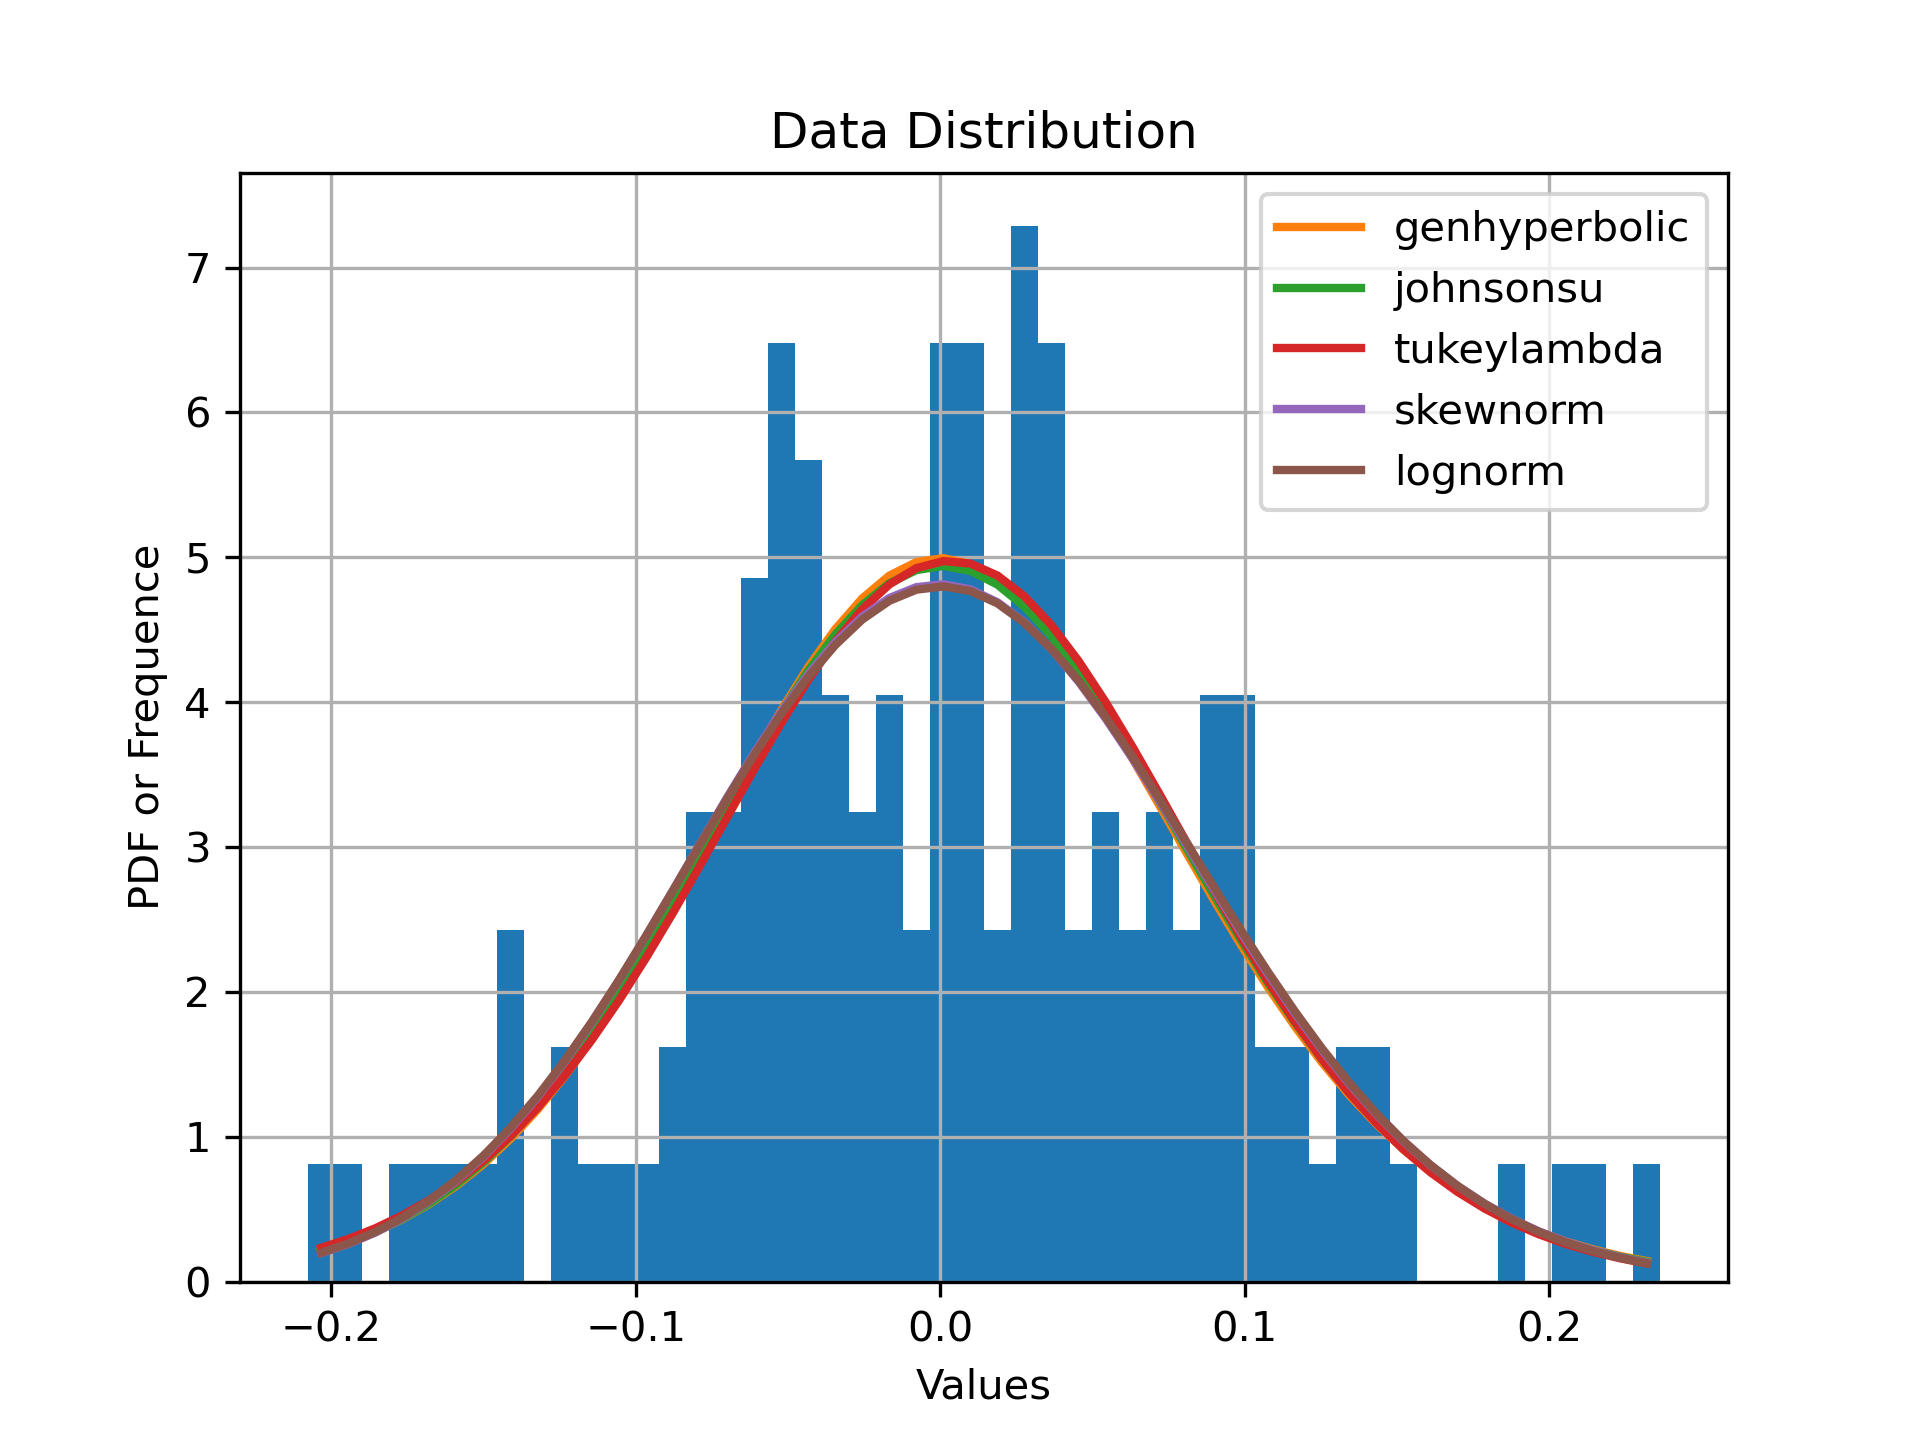 Data Distribution
genhyperbolic
johnsonsu
tukeylambda
skewnorm
lognorm
PDF or Frequence
7
6
5
4
3
2
1
0
−0.2 −0.1 0.0 0.1 0.2
Values